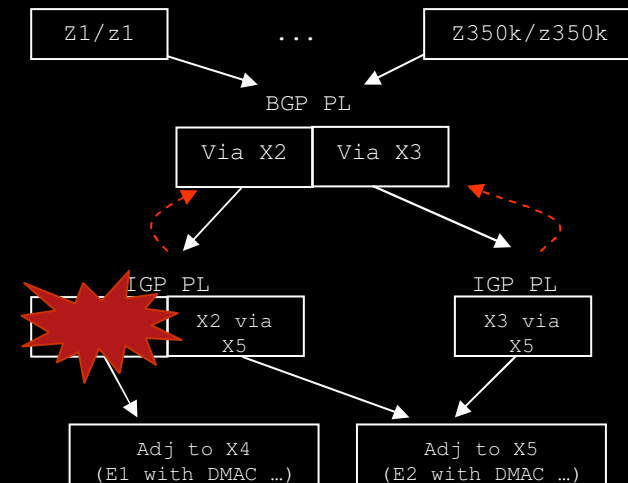 Z1/z1
...
Z350k/z350k
BGP PL
Via X2
Via X3
IGP PL
IGP PL
X2 via
X5
X3 via
X5
Adj to X4
(E1 with DMAC …)
Adj to X5
(E2 with DMAC …)